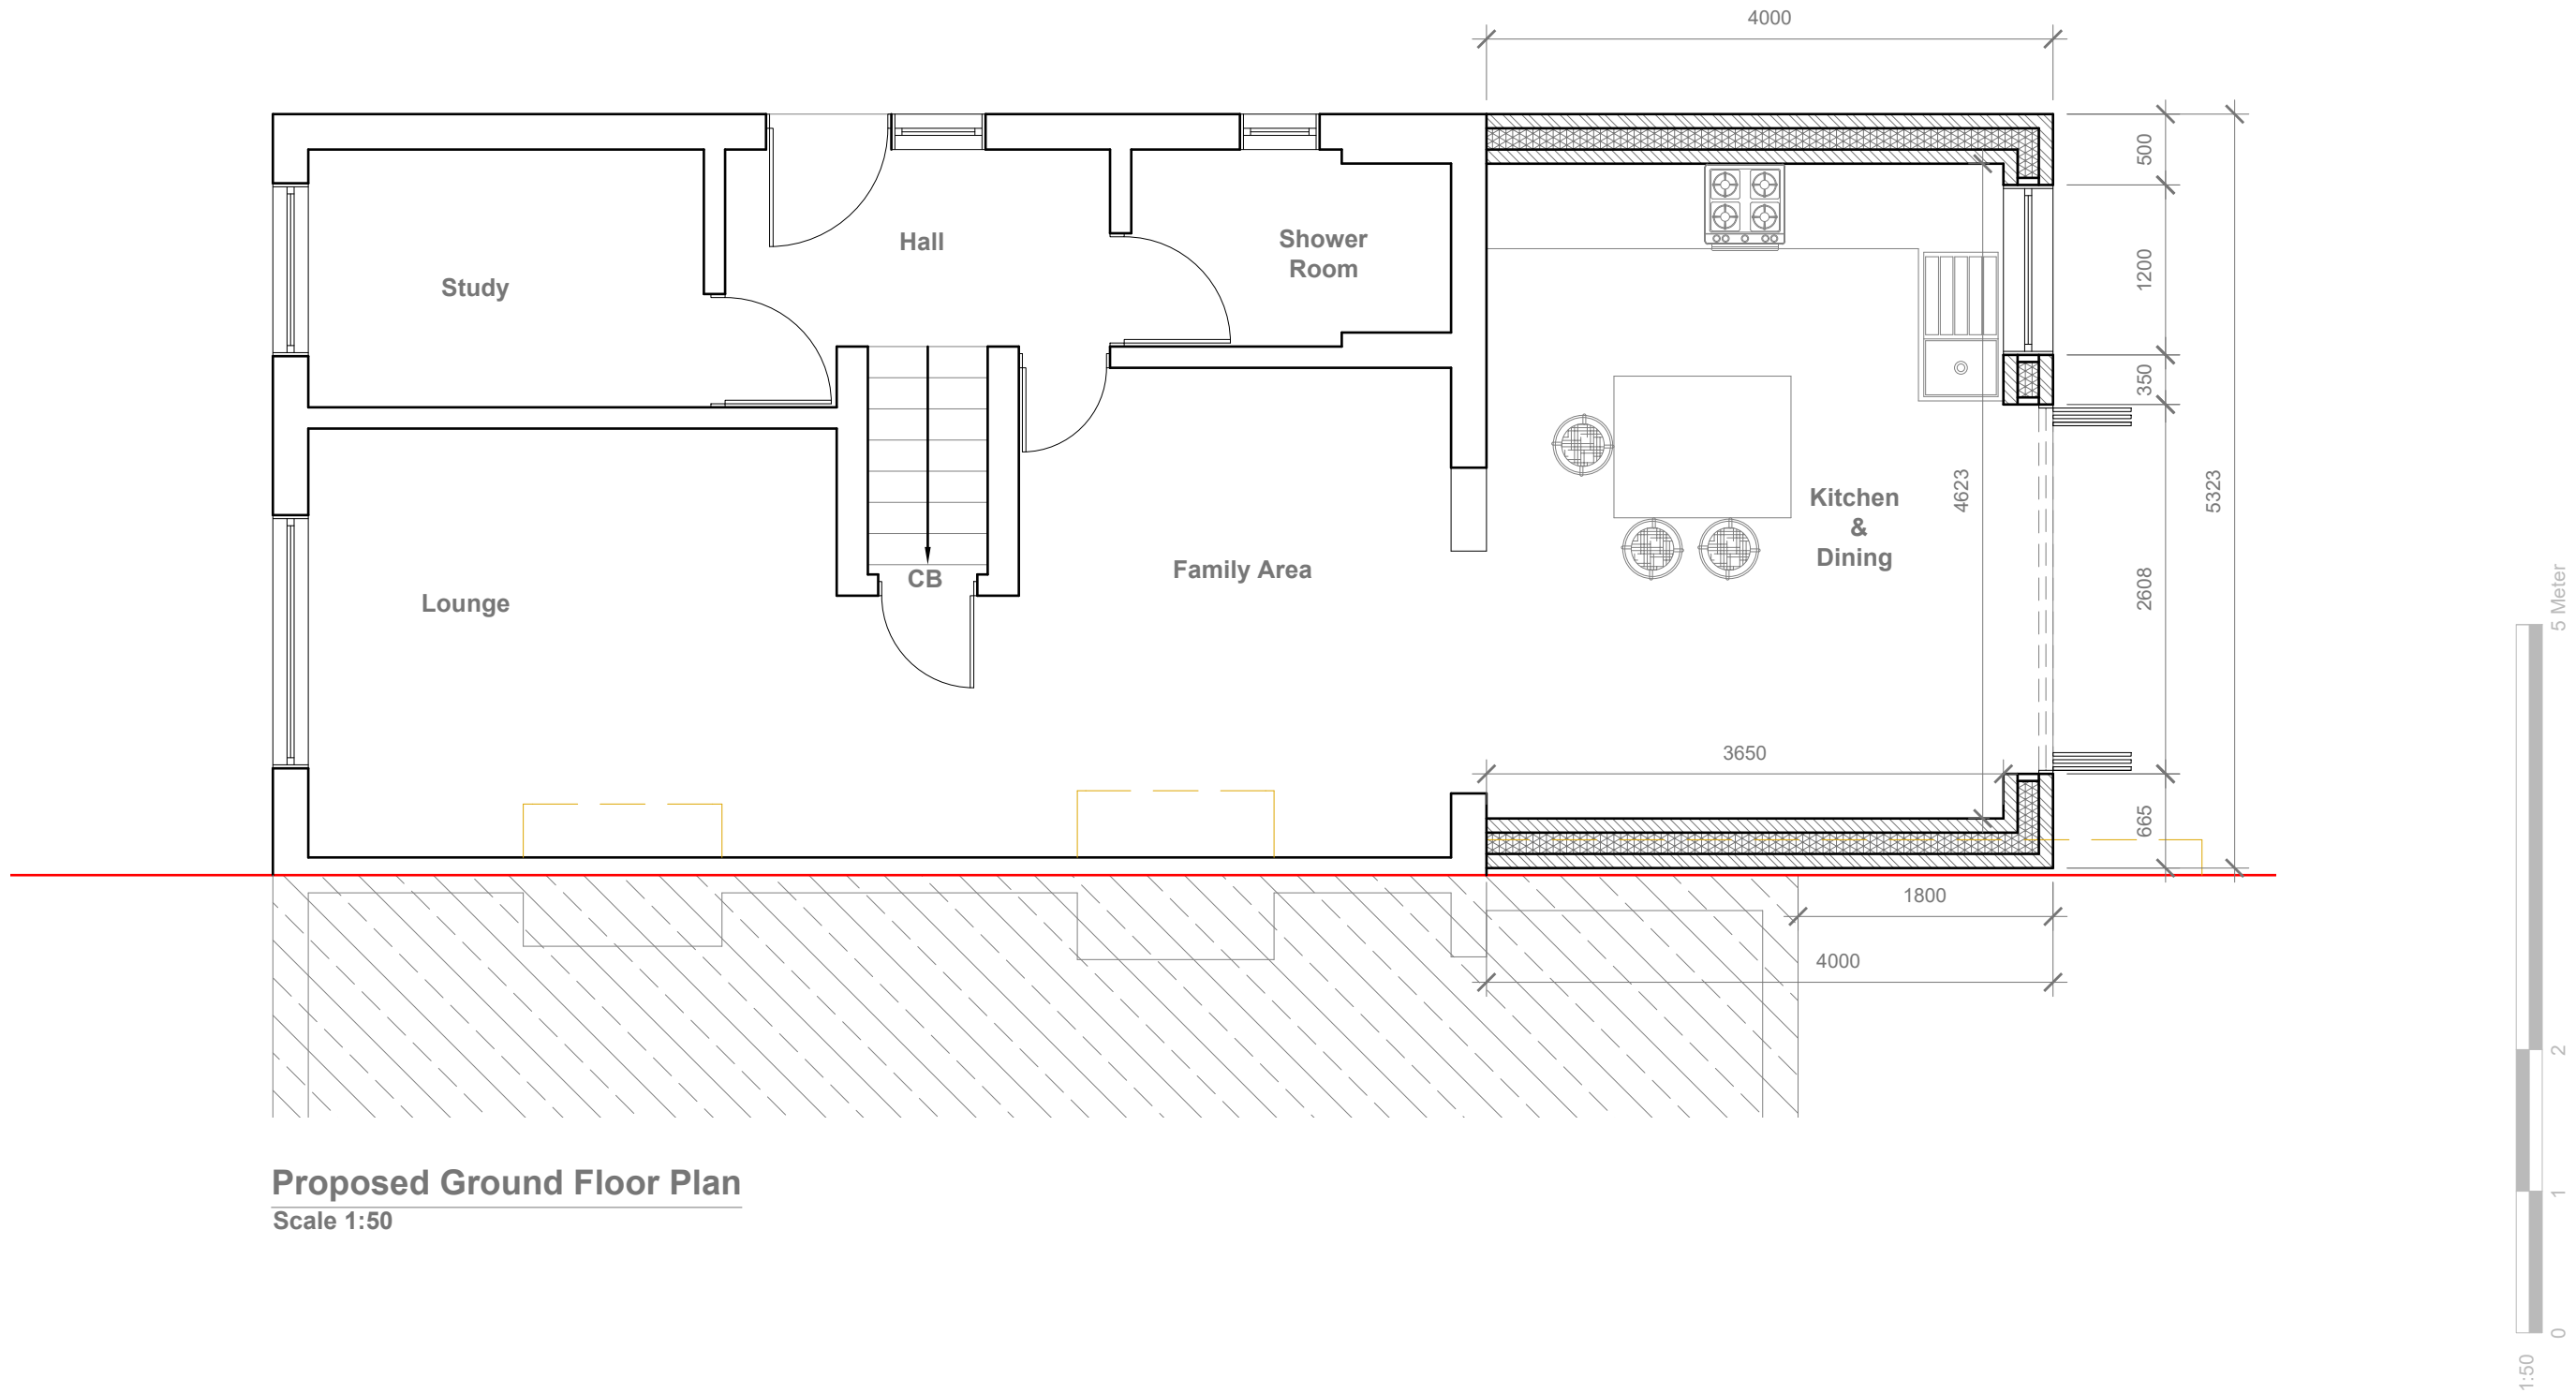 4000
500
Hall
Shower
Room
Study
1200
350
Kitchen
&
Dining
4623
5323
CB
Family Area
Lounge
2608
3650
665
1800
4000
Proposed Ground Floor Plan
Scale 1:50
5 Meter
2
1
0
1:50